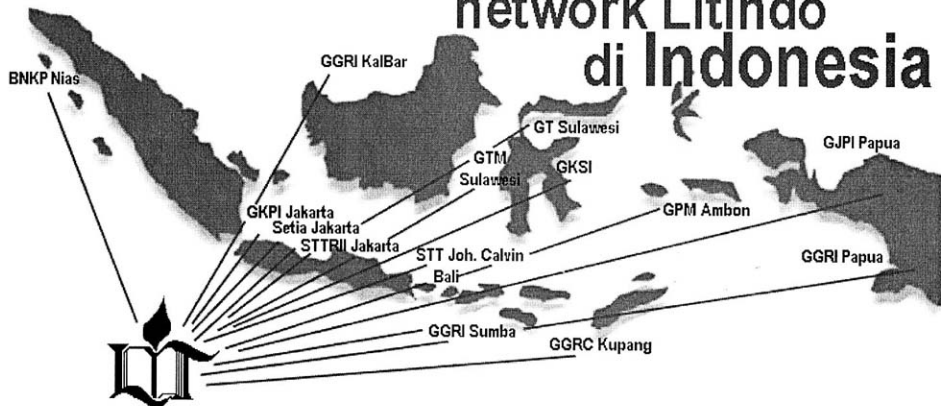 network Litindo
di Indonesia
BNKP Nias
GGRI KalBar
GT Sulawesi
GTM
Sulawesi
GKSI
GJPI Papua
GKPI Jakarta
Setia Jakarta
STTRII Jakarta
GPM Ambon
STT Joh. Calvin
Bali
GGRI Papua
GGRI Sumba
GGRC Kupang